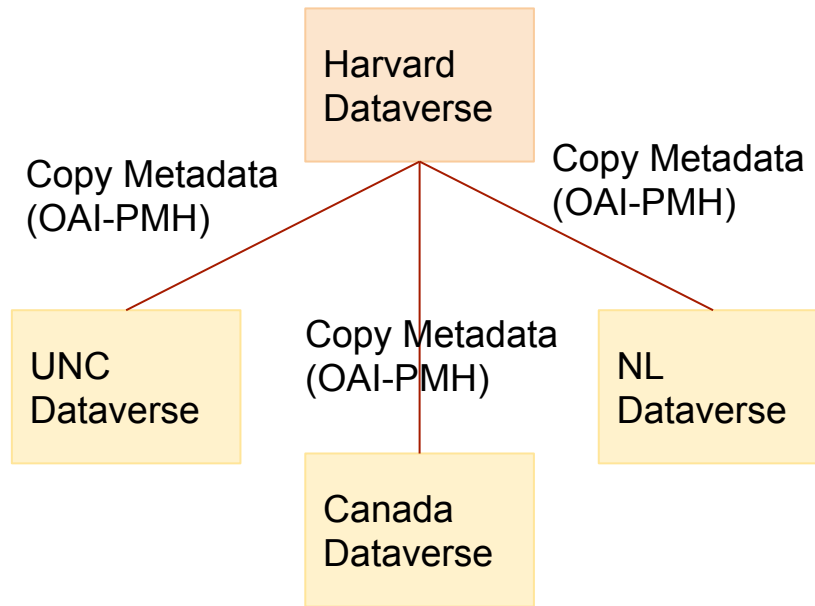 Harvard
Dataverse
Copy Metadata
(OAI-PMH)
Copy Metadata
(OAI-PMH)
UNC
Dataverse
Copy Metadata
(OAI-PMH)
NL
Dataverse
Canada
Dataverse